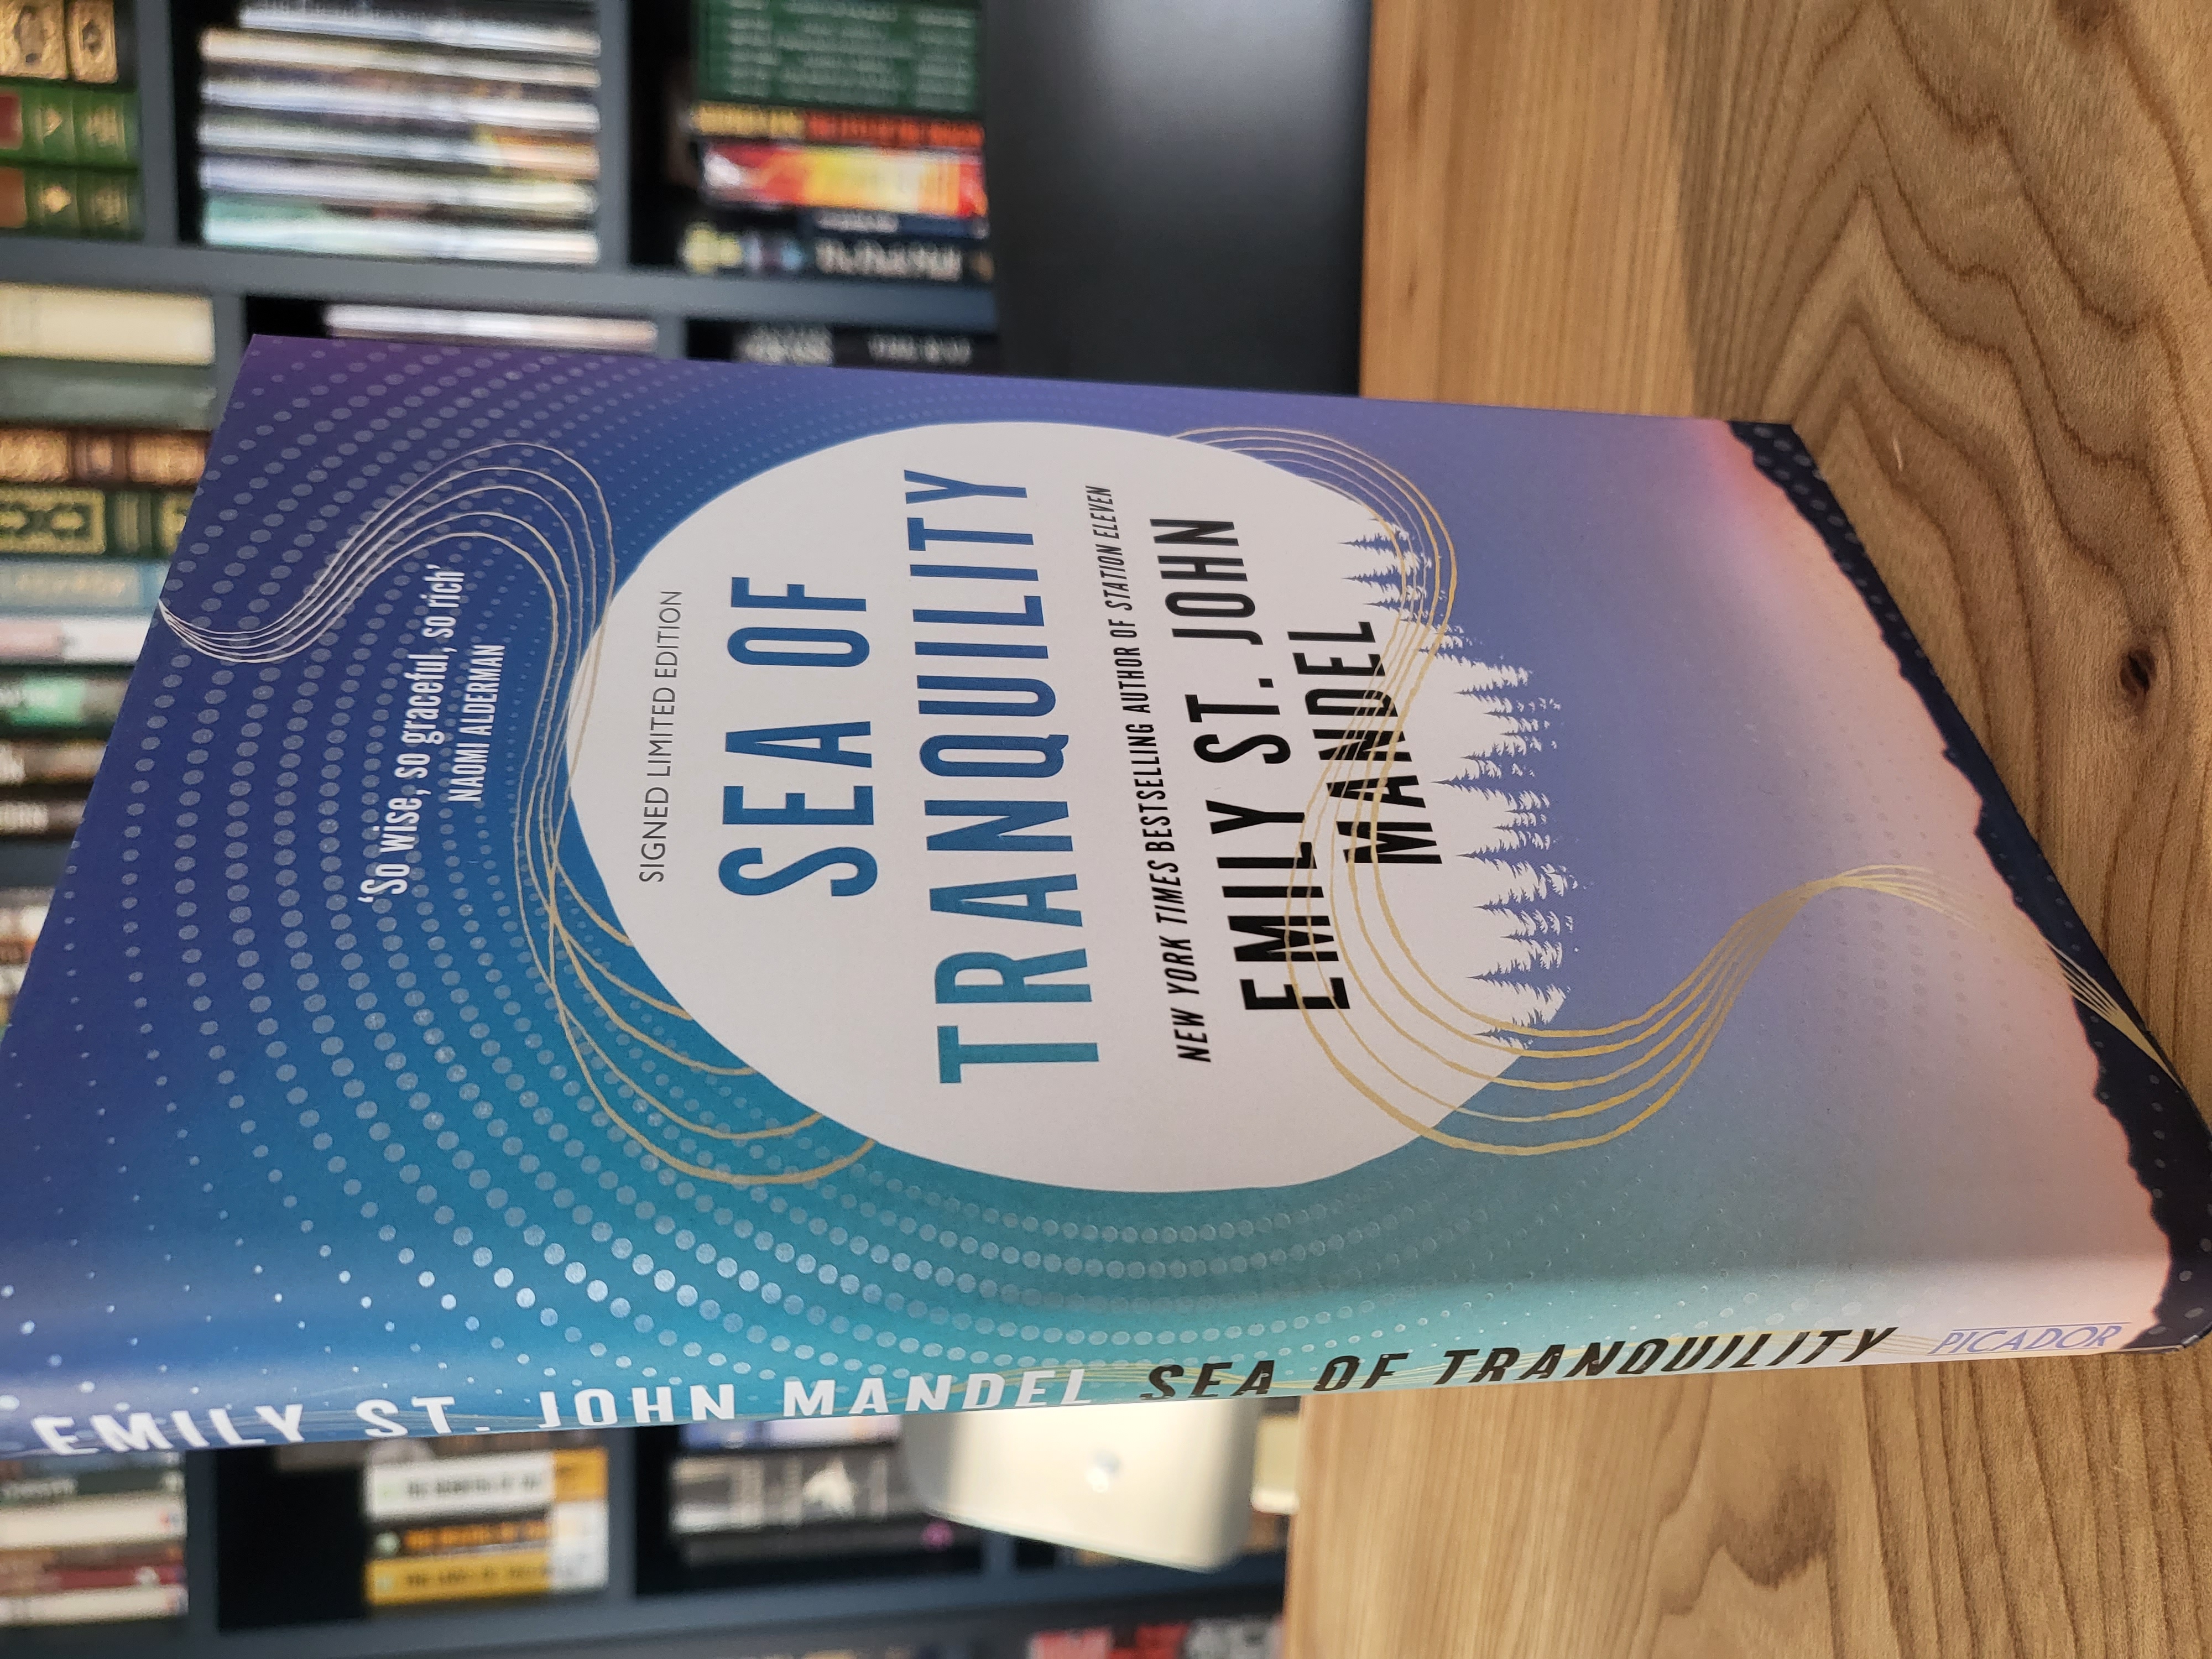 'So wise, so graceful, so rich'
NAOMI ALDERMAN
SIGNED LIMITED EDITION
SEA OF
TRANQUILITY
NEW YORK TIMES BESTSELLING AUTHOR OF STATION ELEVEN
EMILY ST. JOHN
MANDEL
EMILY ST. JOHN MANDEL SEA OF TRANQUILITY PICADOR